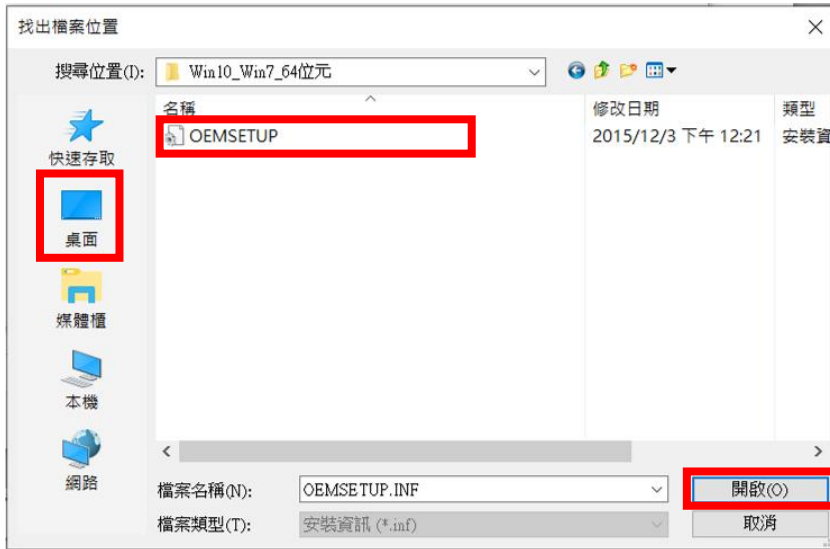 找出檔案位置
搜尋位置(I): Win10_Win7_64位元
名稱 修改日期 類型
OEMSETUP 2015/12/3 下午 12:21 安裝資
快速存取
桌面
媒體櫃
本機
網路
檔案名稱(N): OEMSETUP.INF 開啟(O)
檔案類型(T): 安裝資訊 (*.inf) 取消